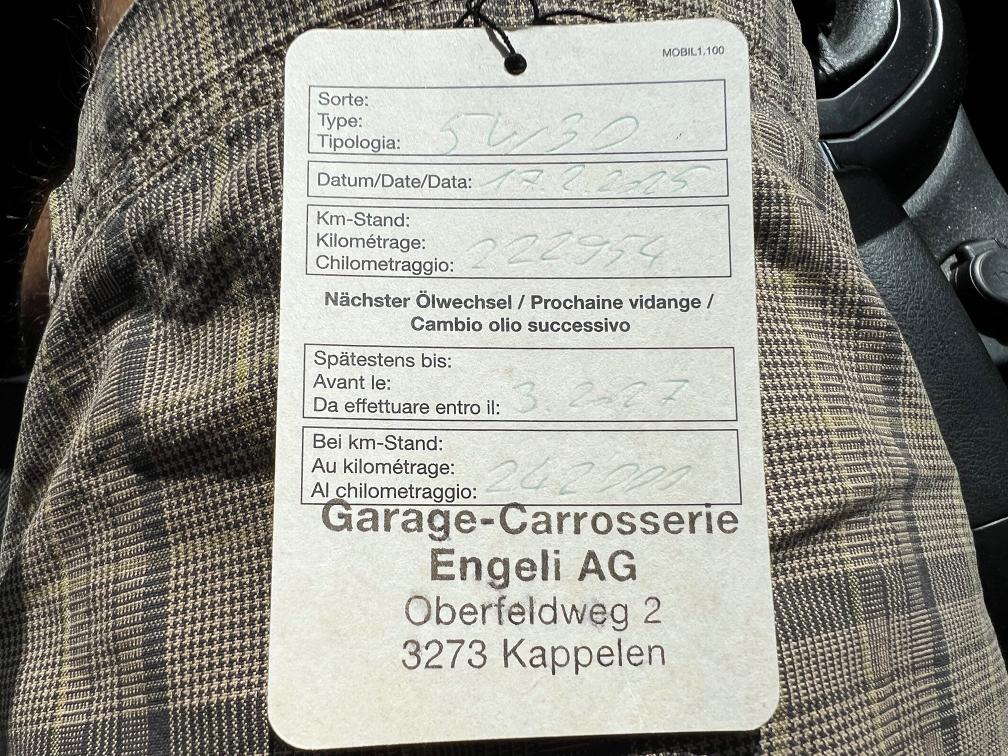 MOBIL1.100
Sorte:
Type:
Tipologia: 5W30
Datum/Date/Data: 17.2.2025
Km-Stand:
Kilométrage:
Chilometraggio: 222954
Nächster Ölwechsel / Prochaine vidange /
Cambio olio successivo
Spätestens bis:
Avant le:
Da effettuare entro il: 3.2027
Bei km-Stand:
Au kilométrage:
Al chilometraggio: 242000
Garage-Carrosserie
Engeli AG
Oberfeldweg 2
3273 Kappelen